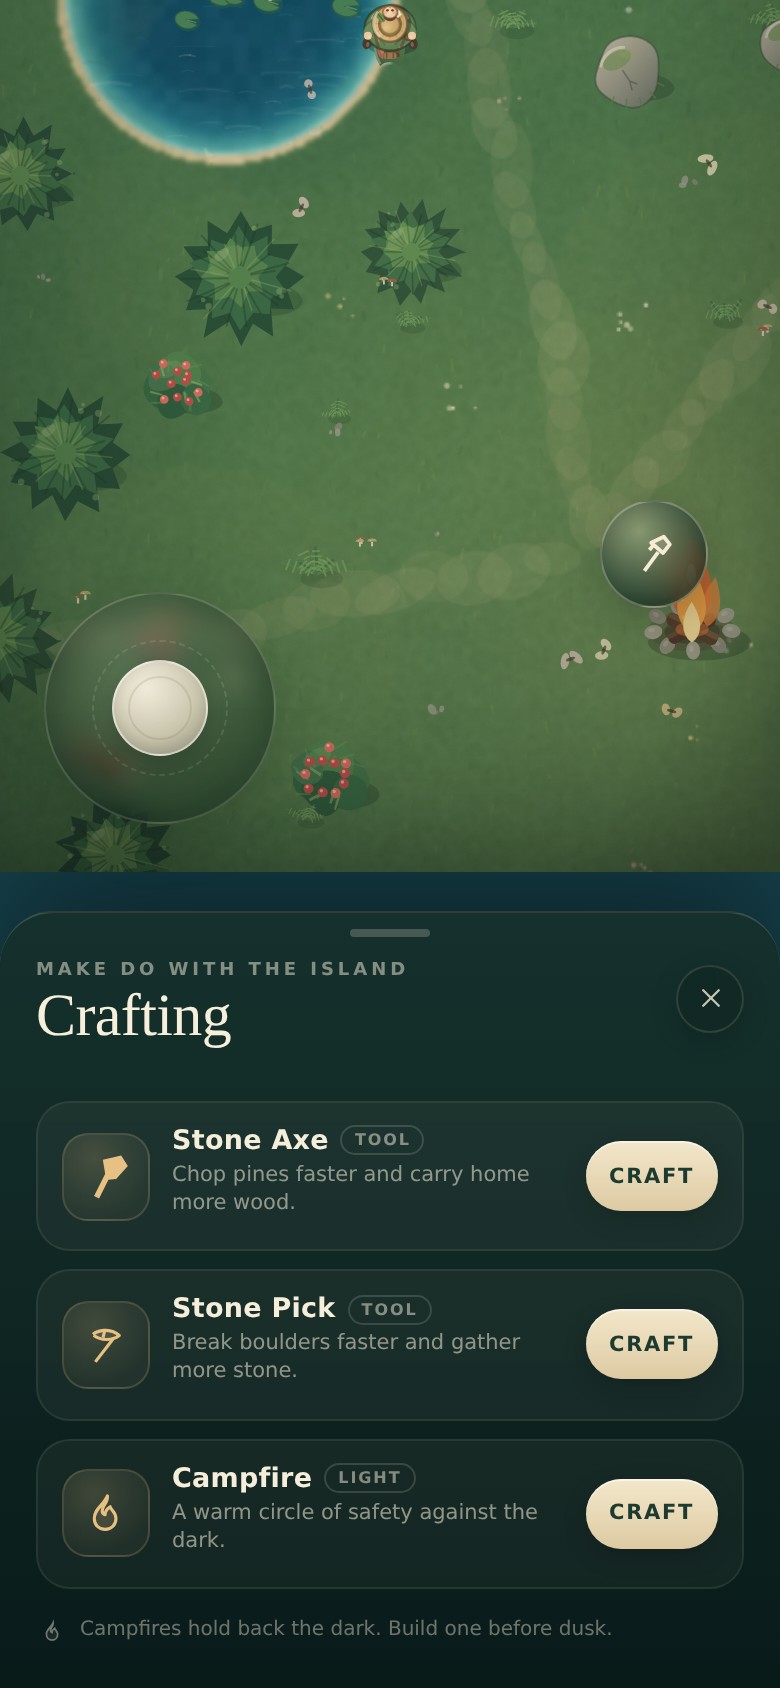 MAKE DO WITH THE ISLAND
Crafting
Stone Axe TOOL
Chop pines faster and carry home
more wood.
CRAFT
Stone Pick TOOL
Break boulders faster and gather
more stone.
CRAFT
Campfire LIGHT
A warm circle of safety against the
dark.
CRAFT
Campfires hold back the dark. Build one before dusk.